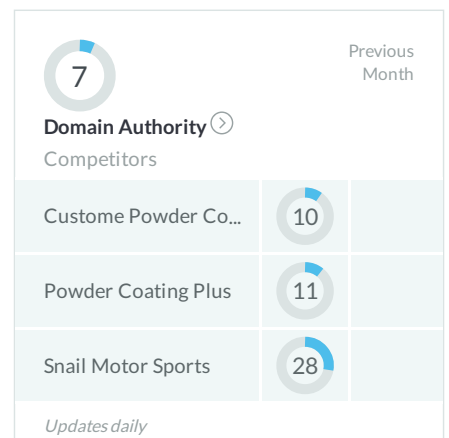 7
Previous
Month
Domain Authority
Competitors
Custome Powder Co... 10
Powder Coating Plus 11
Snail Motor Sports 28
Updates daily